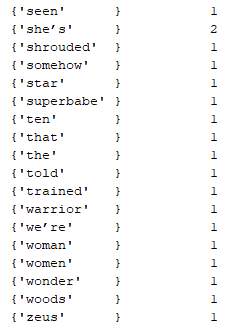 {'seen' } 1
{'she’s' } 2
{'shrouded' } 1
{'somehow' } 1
{'star' } 1
{'superbabe' } 1
{'ten' } 1
{'that' } 1
{'the' } 1
{'told' } 1
{'trained' } 1
{'warrior' } 1
{'we’re' } 1
{'woman' } 1
{'women' } 1
{'wonder' } 1
{'woods' } 1
{'zeus' } 1